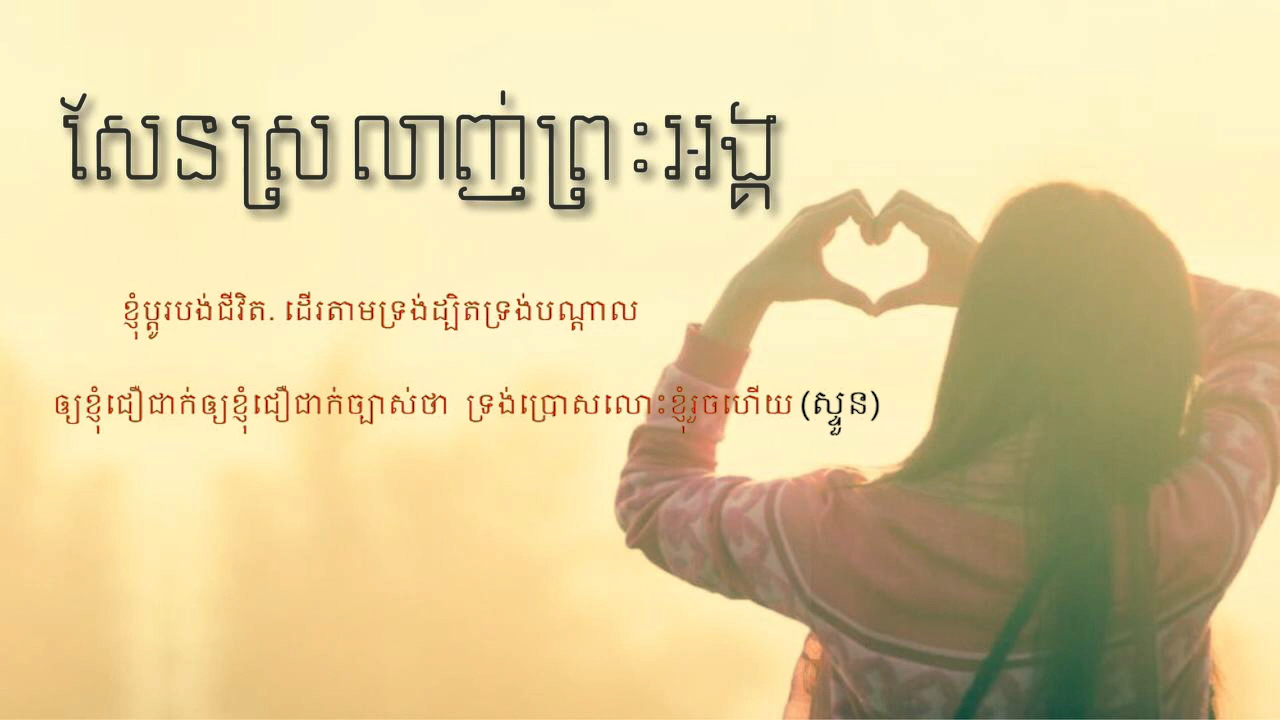 សែនស្រលាញ់ព្រះអង្គ
ខ្ញុំប្តូរបង់ជីវិត. ដើរតាមទ្រង់ដ្បិតទ្រង់បណ្តាល
ឲ្យខ្ញុំជឿជាក់ឲ្យខ្ញុំជឿជាក់ច្បាស់ថា ទ្រង់ប្រោសលោះខ្ញុំរួចហើយ (ស្ទួន)